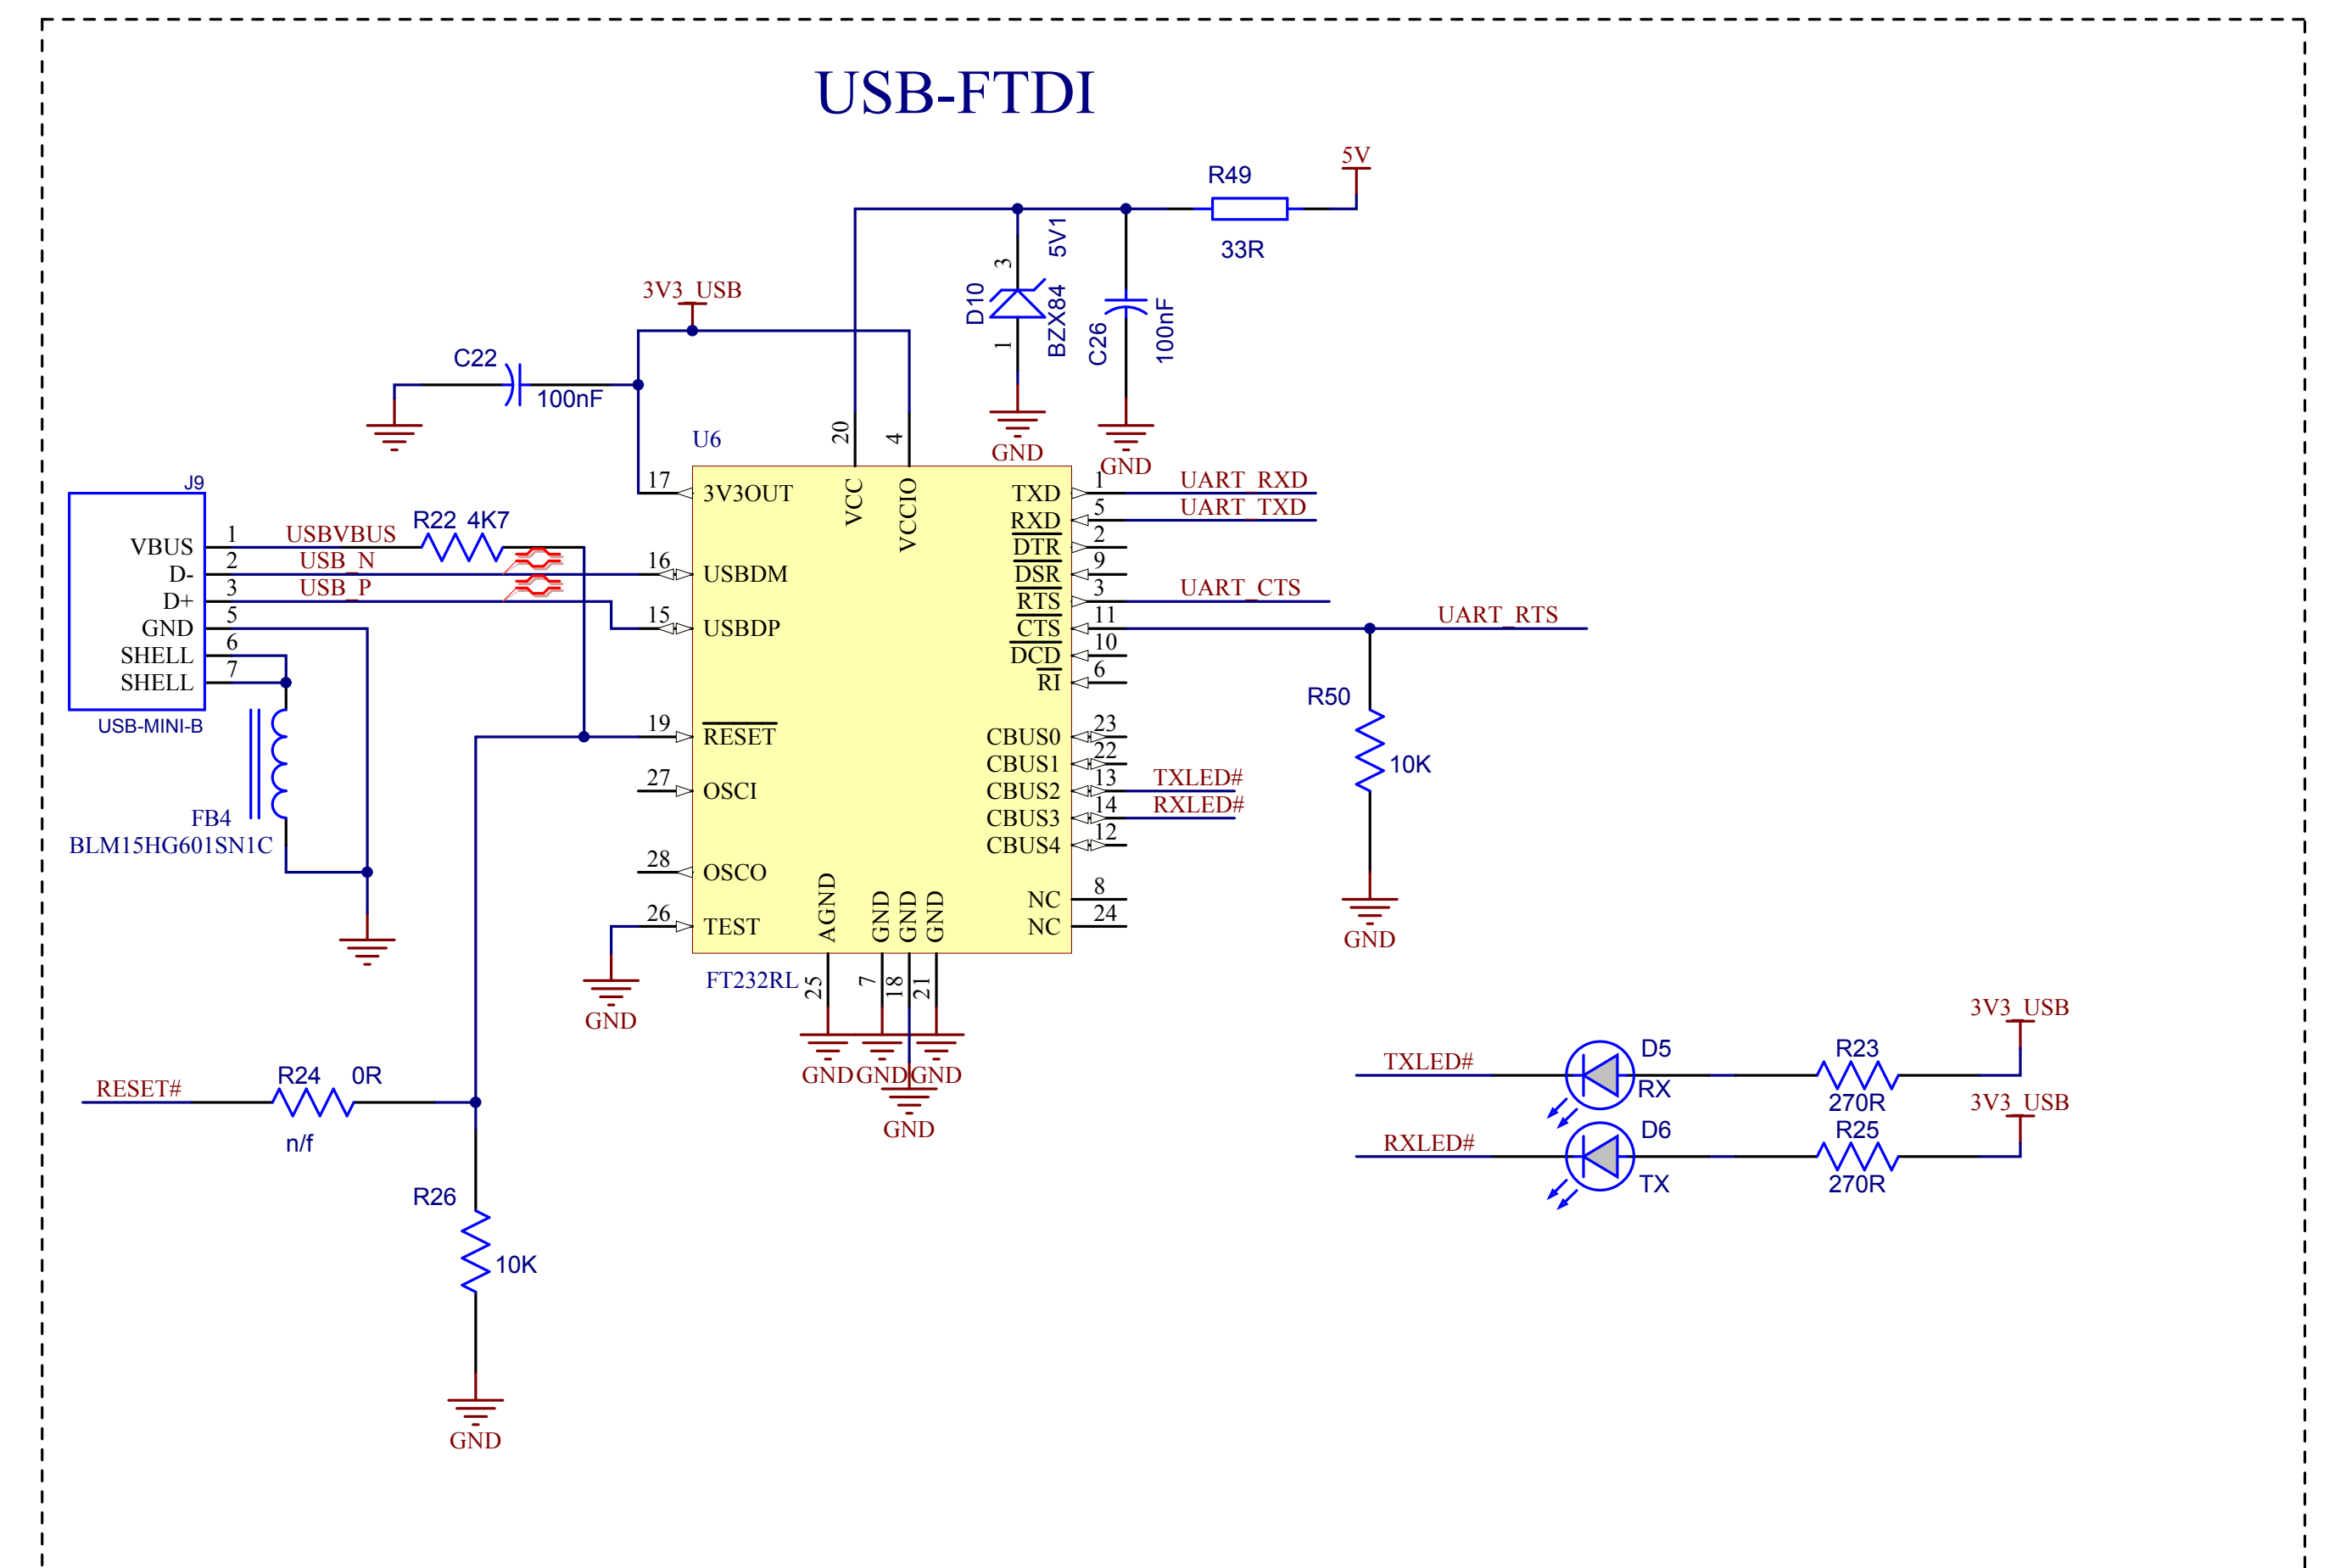 USB-FTDI
5V
R49
33R
5V1
3
D10
BZX84
1
C26
100nF
GND
GND
3V3_USB
C22
100nF
U6
20
4
J9
VBUS
1
USBVBUS
R22 4K7
D-
2
USB_N
D+
3
USB_P
GND
5
SHELL
6
SHELL
7
USB-MINI-B
FB4
BLM15HG601SN1C
17
3V3OUT
VCC
VCCIO
16
USBDM
15
USBDP
19
RESET
27
OSCI
28
OSCO
26
TEST
GND
AGND
GND
GND
GND
FT232RL
25
7
18
21
GND
GND
GND
GND
TXD
1
UART_RXD
RXD
5
UART_TXD
DTR
2
DSR
9
RTS
3
UART_CTS
CTS
11
UART_RTS
DCD
10
RI
6
CBUS0
23
CBUS1
22
CBUS2
13
TXLED#
CBUS3
14
RXLED#
CBUS4
12
NC
8
NC
24
R50
10K
GND
RESET#
R24 0R
n/f
R26
10K
GND
3V3_USB
TXLED#
D5
RX
R23
270R
3V3_USB
RXLED#
D6
TX
R25
270R